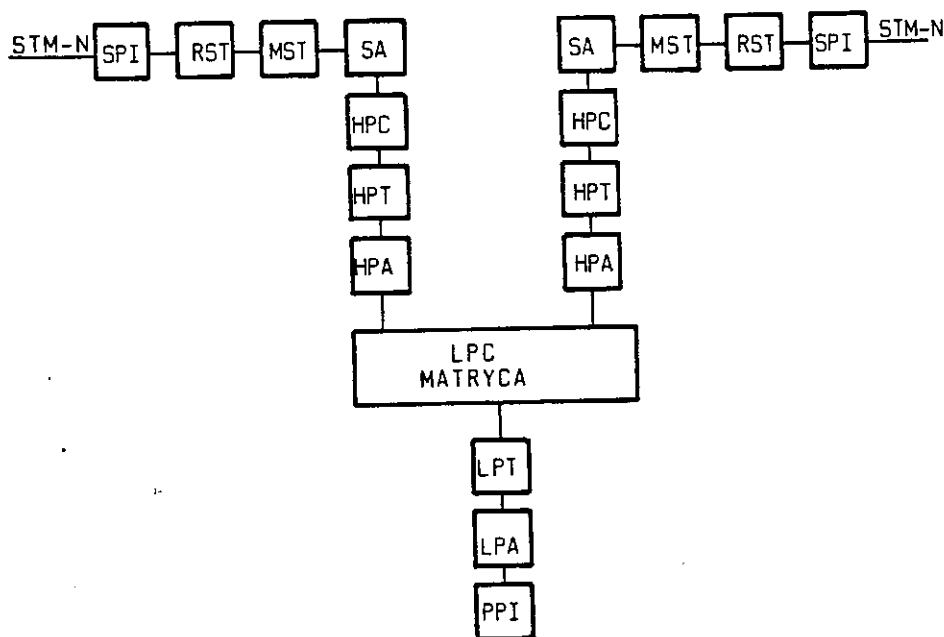 STM-N SPI RST MST SA
SA MST RST SPI STM-N
HPC
HPC
HPT
HPT
HPA
HPA
LPC
MATRYCA
LPT
LPA
PPI